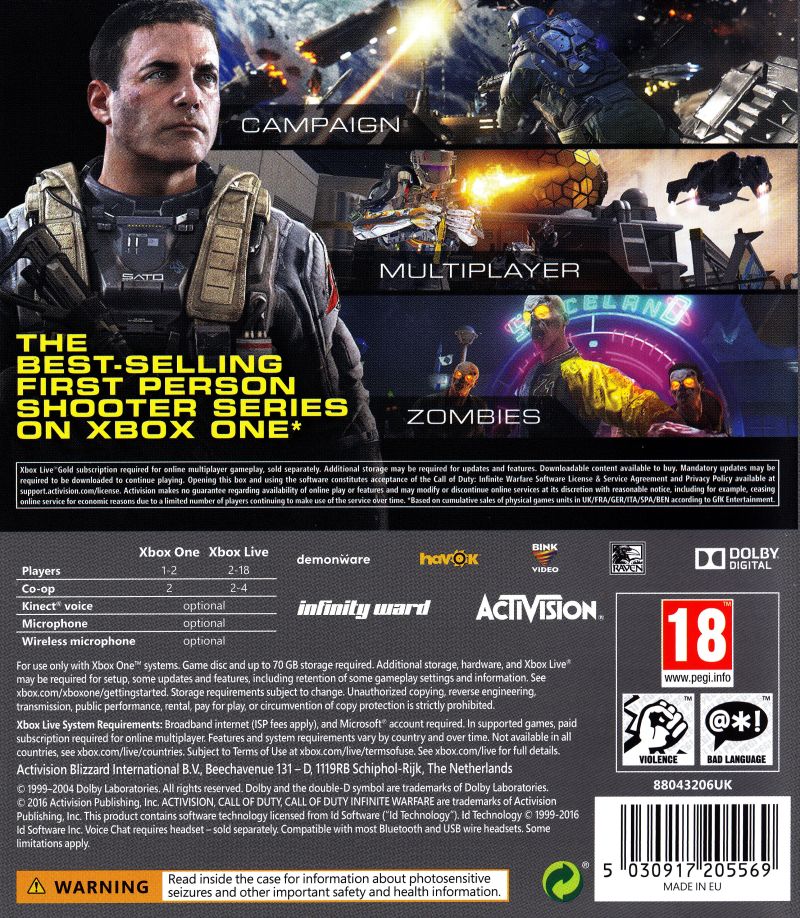 CAMPAIGN
MULTIPLAYER
SATO
SPACELAND
ZOMBIES
THE
BEST-SELLING
FIRST PERSON
SHOOTER SERIES
ON XBOX ONE*
Xbox Live® Gold subscription required for online multiplayer gameplay, sold separately. Additional storage may be required for updates and features. Downloadable content available to buy. Mandatory updates may be
required to be downloaded to continue playing. Opening this box and using the software constitutes acceptance of the Call of Duty: Infinite Warfare Software License & Service Agreement and Privacy Policy available at
support.activision.com/license. Activision makes no guarantee regarding availability of online play or features and may modify or discontinue online services at its discretion with reasonable notice, including for example, ceasing
online service for economic reasons due to a limited number of players continuing to make use of the service over time. *Based on cumulative sales of physical games units in UK/FRA/GER/ITA/SPA/BEN according to GfK Entertainment.
Xbox One Xbox Live
Players 1-2 2-18
Co-op 2 2-4
Kinect® voice optional
Microphone optional
Wireless microphone optional
demonware
havok
BINK
VIDEO
RAVEN
DOLBY
DIGITAL
infinity ward
ACTIVISION®
18
www.pegi.info
VIOLENCE
@*!
BAD LANGUAGE
For use only with Xbox One™ systems. Game disc and up to 70 GB storage required. Additional storage, hardware, and Xbox Live®
may be required for setup, some updates and features, including retention of some gameplay settings and information. See
xbox.com/xboxone/gettingstarted. Storage requirements subject to change. Unauthorized copying, reverse engineering,
transmission, public performance, rental, pay for play, or circumvention of copy protection is strictly prohibited.
Xbox Live System Requirements: Broadband internet (ISP fees apply), and Microsoft® account required. In supported games, paid
subscription required for online multiplayer. Features and system requirements vary by country and over time. Not available in all
countries, see xbox.com/live/countries. Subject to Terms of Use at xbox.com/live/termsofuse. See xbox.com/live for full details.
Activision Blizzard International B.V., Beechavenue 131 – D, 1119RB Schiphol-Rijk, The Netherlands
© 1999–2004 Dolby Laboratories. All rights reserved. Dolby and the double-D symbol are trademarks of Dolby Laboratories.
© 2016 Activision Publishing, Inc. ACTIVISION, CALL OF DUTY, CALL OF DUTY INFINITE WARFARE are trademarks of Activision
Publishing, Inc. This product contains software technology licensed from Id Software ("Id Technology"). Id Technology © 1999-2016
Id Software Inc. Voice Chat requires headset – sold separately. Compatible with most Bluetooth and USB wire headsets. Some
limitations apply.
88043206UK
5 030917 205569
MADE IN EU
WARNING
Read inside the case for information about photosensitive
seizures and other important safety and health information.